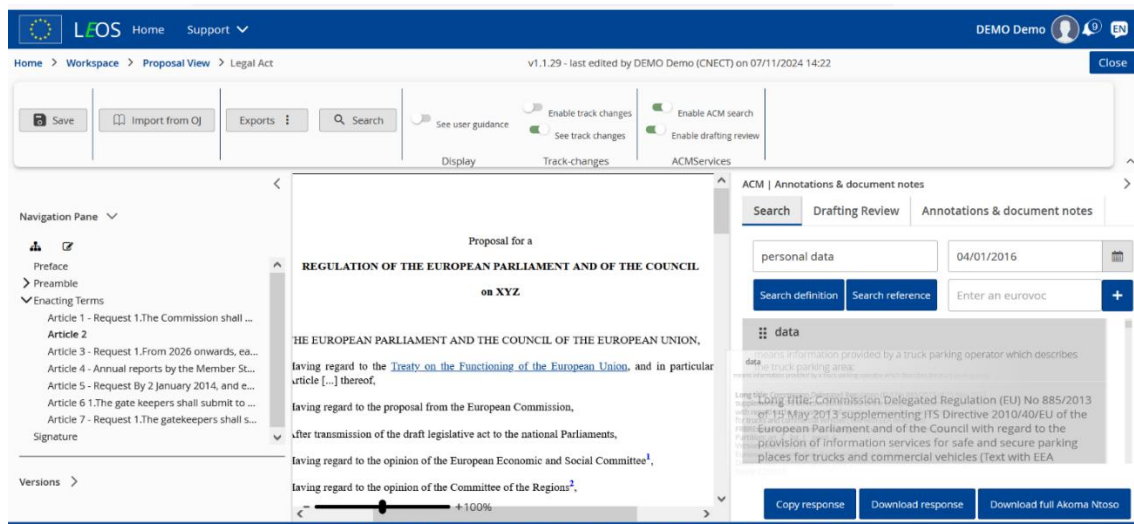 LEOS Home Support
DEMO Demo 9 EN
Home > Workspace > Proposal View > Legal Act
v1.1.29 - last edited by DEMO Demo (CNECT) on 07/11/2024 14:22
Close
Save
Import from OJ
Exports
Search
See user guidance
Display
Enable track changes
See track changes
Track-changes
Enable ACM search
Enable drafting review
ACMServices
Navigation Pane
Preface
Preamble
Enacting Terms
Article 1 - Request 1.The Commission shall ...
Article 2
Article 3 - Request 1.From 2026 onwards, ea...
Article 4 - Annual reports by the Member St...
Article 5 - Request By 2 January 2014, and e...
Article 6 1.The gate keepers shall submit to ...
Article 7 - Request 1.The gatekeepers shall s...
Signature
Versions
Proposal for a
REGULATION OF THE EUROPEAN PARLIAMENT AND OF THE COUNCIL
on XYZ
HE EUROPEAN PARLIAMENT AND THE COUNCIL OF THE EUROPEAN UNION,
Having regard to the Treaty on the Functioning of the European Union, and in particular
Article [...] thereof,
Having regard to the proposal from the European Commission,
After transmission of the draft legislative act to the national Parliaments,
Having regard to the opinion of the European Economic and Social Committee1,
Having regard to the opinion of the Committee of the Regions2,
- +100%
ACM | Annotations & document notes
Search
Drafting Review
Annotations & document notes
personal data
04/01/2016
Search definition
Search reference
Enter an eurovoc
+
data
means information provided by a truck parking operator which describes
the truck parking area;
data
Long title: Commission Delegated Regulation (EU) No 885/2013
of 15 May 2013 supplementing ITS Directive 2010/40/EU of the
European Parliament and of the Council with regard to the
provision of information services for safe and secure parking
places for trucks and commercial vehicles (Text with EEA
Copy response
Download response
Download full Akoma Ntoso